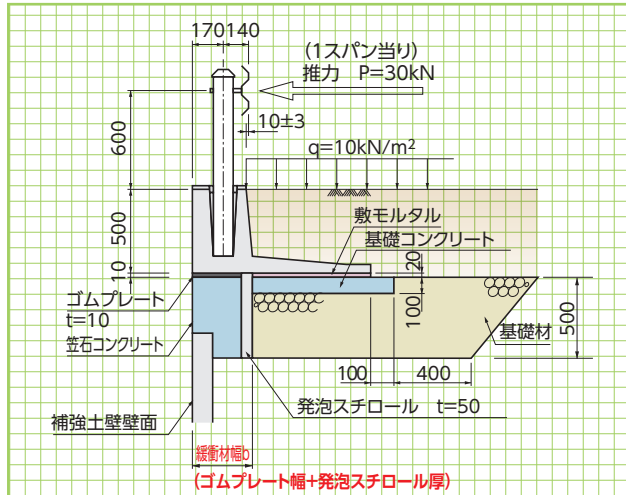 170 140
(1スパン当り)
推力 P=30kN
10±3
600
q=10kN/m²
500
敷モルタル
基礎コンクリート
20
10
ゴムプレート
t=10
100
500
笠石コンクリート
基礎材
100
400
発泡スチロール t=50
補強土壁壁面
緩衝材幅b
(ゴムプレート幅+発泡スチロール厚)